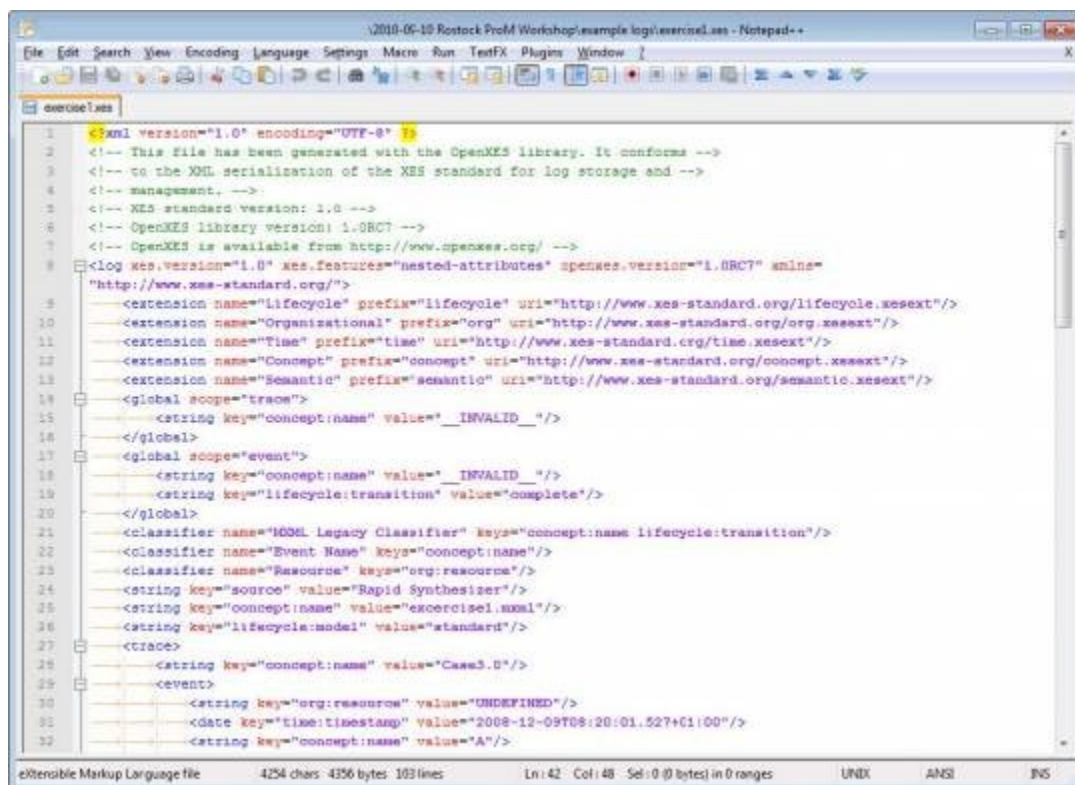 \2010-06-10 Rostock ProM Workshop\example logs\exercise1.xes - Notepad++
File Edit Search View Encoding Language Settings Macro Run TextFX Plugins Window ?
X
exercise1.xes
1 <?xml version="1.0" encoding="UTF-8" ?>
2 <!-- This file has been generated with the OpenXES library. It conforms -->
3 <!-- to the XML serialization of the XES standard for log storage and -->
4 <!-- management. -->
5 <!-- XES standard version: 1.0 -->
6 <!-- OpenXES library version: 1.0RC7 -->
7 <!-- OpenXES is available from http://www.openxes.org/ -->
8 <log xes.version="1.0" xes.features="nested-attributes" openxes.version="1.0RC7" xmlns=
"http://www.xes-standard.org/">
9 <extension name="Lifecycle" prefix="lifecycle" uri="http://www.xes-standard.org/lifecycle.xesext"/>
10 <extension name="Organizational" prefix="org" uri="http://www.xes-standard.org/org.xesext"/>
11 <extension name="Time" prefix="time" uri="http://www.xes-standard.org/time.xesext"/>
12 <extension name="Concept" prefix="concept" uri="http://www.xes-standard.org/concept.xesext"/>
13 <extension name="Semantic" prefix="semantic" uri="http://www.xes-standard.org/semantic.xesext"/>
14 <global scope="trace">
15 <string key="concept:name" value="__INVALID__"/>
16 </global>
17 <global scope="event">
18 <string key="concept:name" value="__INVALID__"/>
19 <string key="lifecycle:transition" value="complete"/>
20 </global>
21 <classifier name="MXML Legacy Classifier" keys="concept:name lifecycle:transition"/>
22 <classifier name="Event Name" keys="concept:name"/>
23 <classifier name="Resource" keys="org:resource"/>
24 <string key="source" value="Rapid Synthesizer"/>
25 <string key="concept:name" value="excercise1.mxml"/>
26 <string key="lifecycle:model" value="standard"/>
27 <trace>
28 <string key="concept:name" value="Case3.0"/>
29 <event>
30 <string key="org:resource" value="UNDEFINED"/>
31 <date key="time:timestamp" value="2008-12-09T08:20:01.527+01:00"/>
32 <string key="concept:name" value="A"/>
eXtensible Markup Language file 4254 chars 4356 bytes 103 lines Ln : 42 Col : 48 Sel : 0 (0 bytes) in 0 ranges UNIX ANSI INS